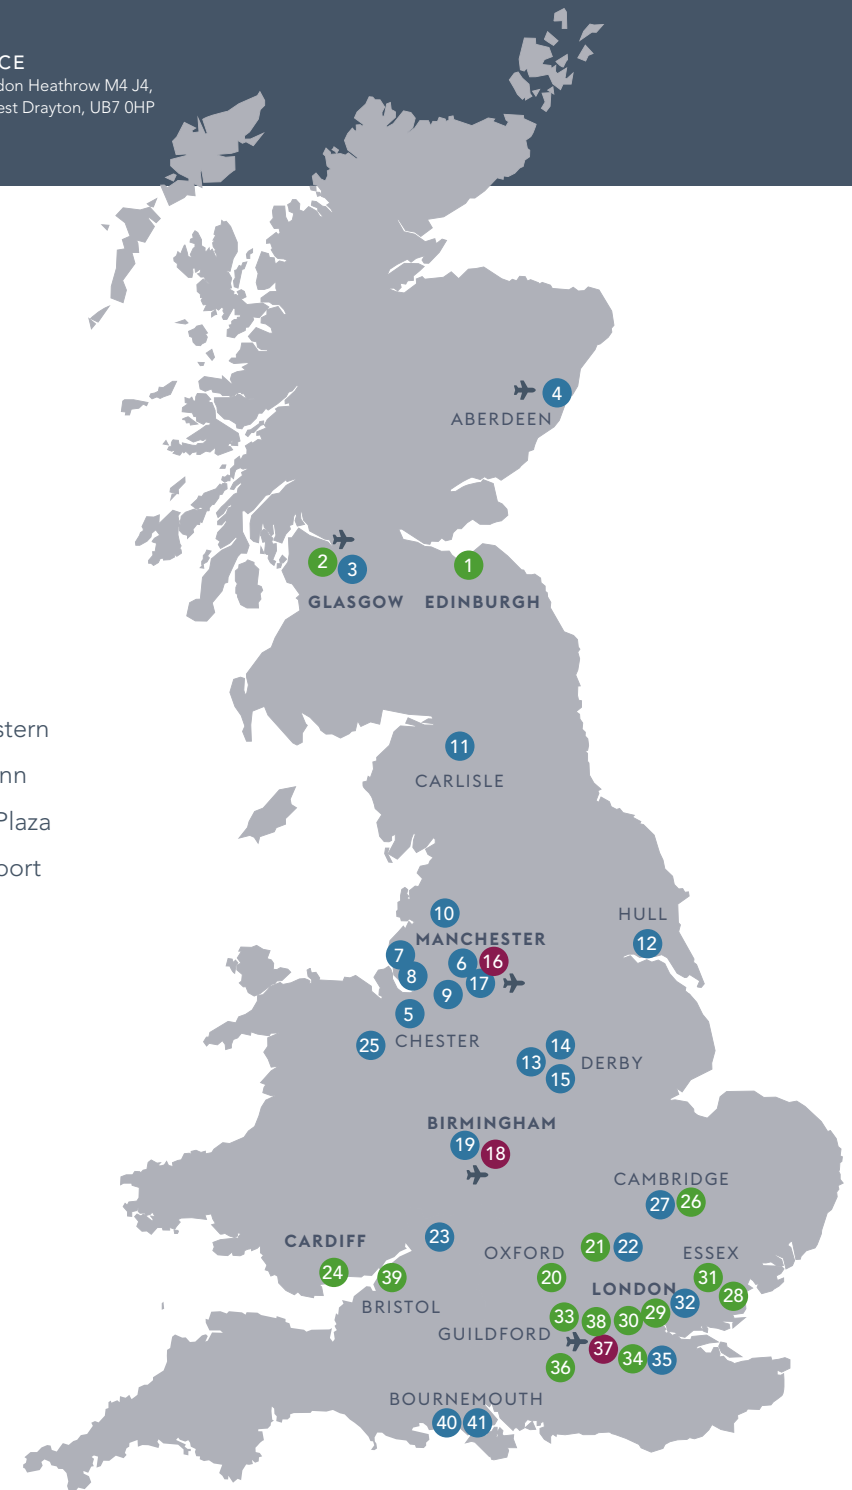 CE
don Heathrow M4 J4,
est Drayton, UB7 0HP
4
ABERDEEN
2
3
1
GLASGOW EDINBURGH
stern
11
nn
CARLISLE
Plaza
port
10
HULL
MANCHESTER
12
7
6
16
8
17
9
5
CHESTER
25
14
13
DERBY
15
BIRMINGHAM
19
18
CAMBRIDGE
27
26
23
CARDIFF
OXFORD
21
22
ESSEX
24
39
20
31
LONDON
28
BRISTOL
32
33
38
30
29
GUILDFORD
37
34
35
36
BOURNEMOUTH
40
41